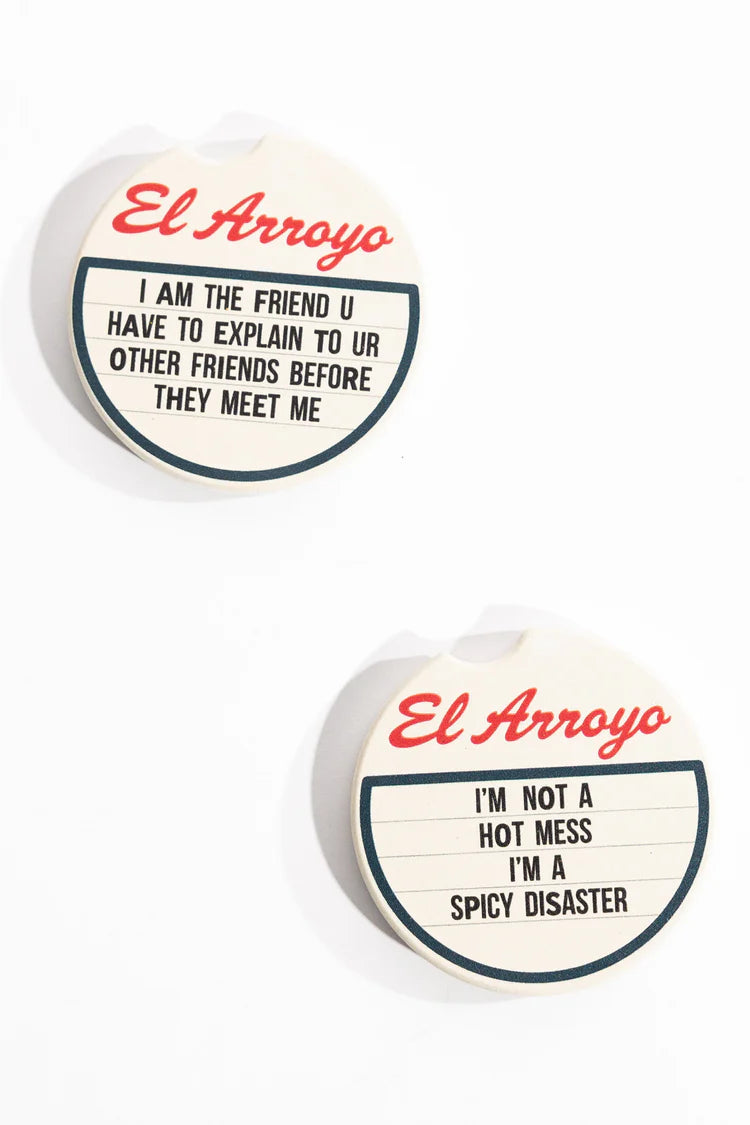 El Arroyo
I AM THE FRIEND U
HAVE TO EXPLAIN TO UR
OTHER FRIENDS BEFORE
THEY MEET ME
El Arroyo
I'M NOT A
HOT MESS
I'M A
SPICY DISASTER